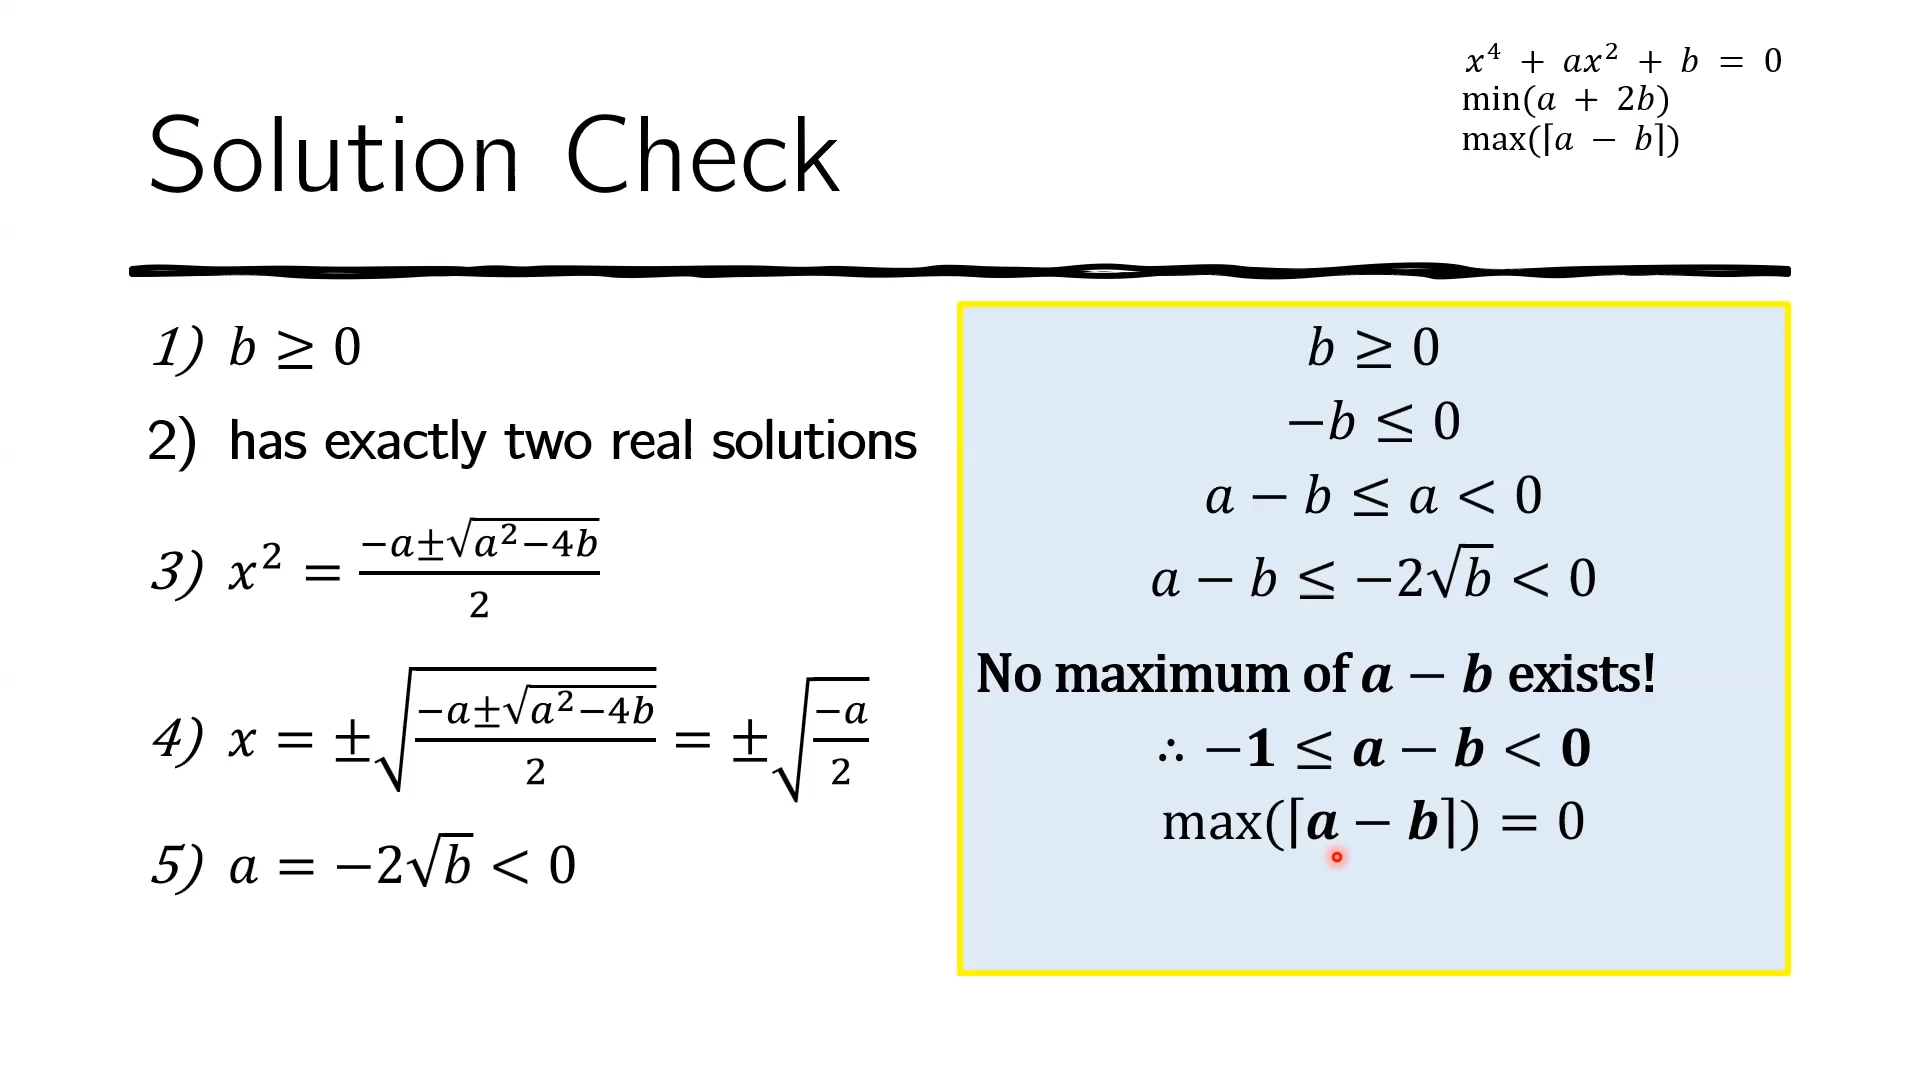 x⁴ + ax² + b = 0
min(a + 2b)
max(⌈a − b⌉)
Solution Check
1) b ≥ 0
2) has exactly two real solutions
3) x² = (−a±√(a²−4b))/2
4) x = ±√((−a±√(a²−4b))/2) = ±√(−a/2)
5) a = −2√b < 0
b ≥ 0
−b ≤ 0
a − b ≤ a < 0
a − b ≤ −2√b < 0
No maximum of a − b exists!
∴ −1 ≤ a − b < 0
max(⌈a − b⌉) = 0